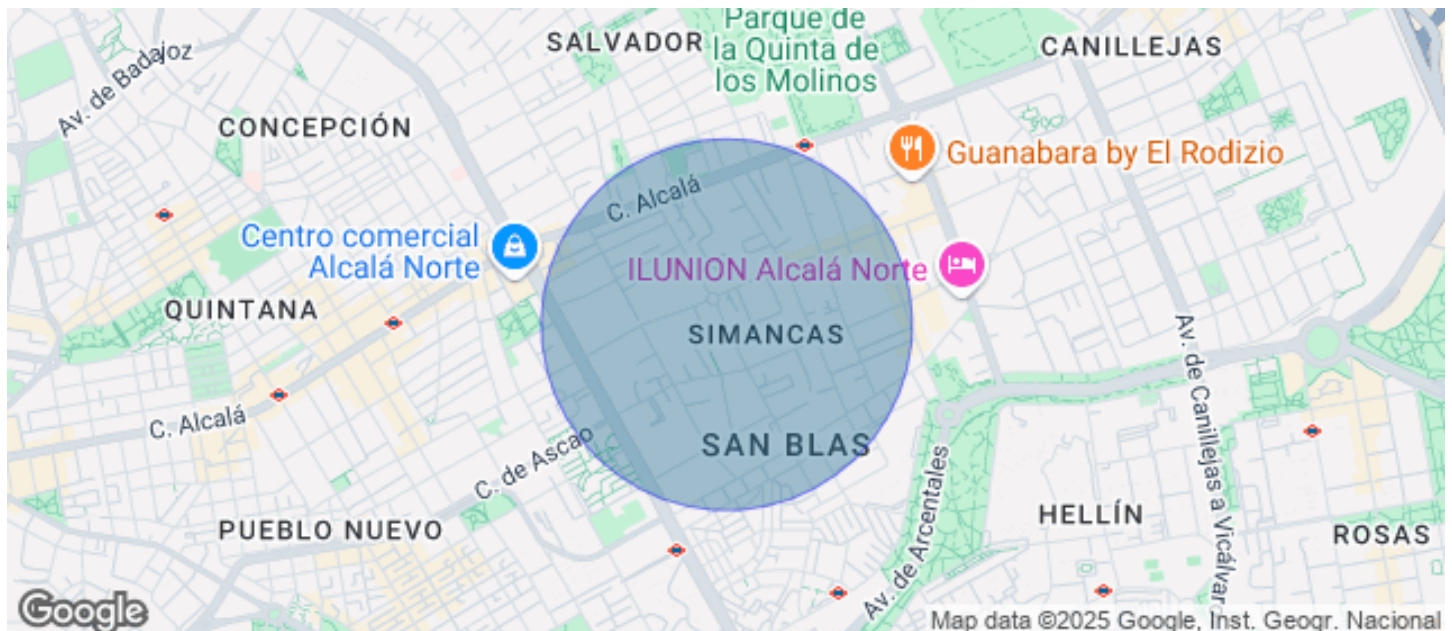 Parque de
la Quinta de
los Molinos
SALVADOR
CANILLEJAS
Av. de Badajoz
CONCEPCIÓN
Guanabara by El Rodizio
C. Alcalá
Centro comercial
Alcalá Norte
ILUNION Alcalá Norte
QUINTANA
SIMANCAS
Av. de Canillejas a Vicálvar
C. Alcalá
C. de Ascao
SAN BLAS
Av. de Arcentales
PUEBLO NUEVO
HELLÍN
ROSAS
Google
Map data ©2025 Google, Inst. Geogr. Nacional